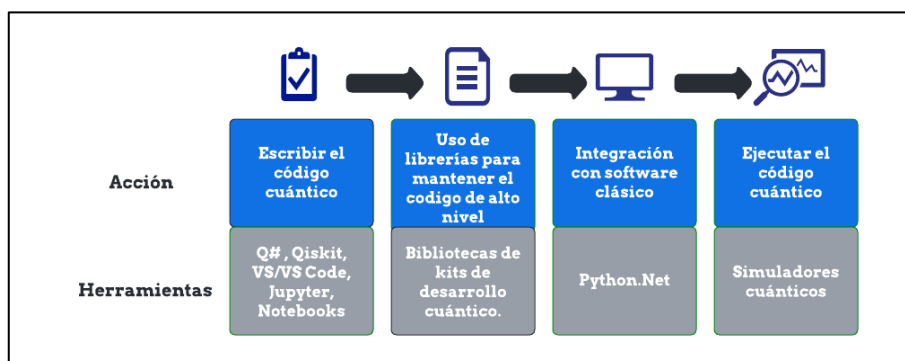 Acción
Escribir el
código
cuántico
Uso de
librerías para
mantener el
codigo de alto
nivel
Integración
con software
clásico
Ejecutar el
código
cuántico
Herramientas
Q# , Qiskit,
VS/VS Code,
Jupyter,
Notebooks
Bibliotecas de
kits de
desarrollo
cuántico.
Python.Net
Simuladores
cuánticos